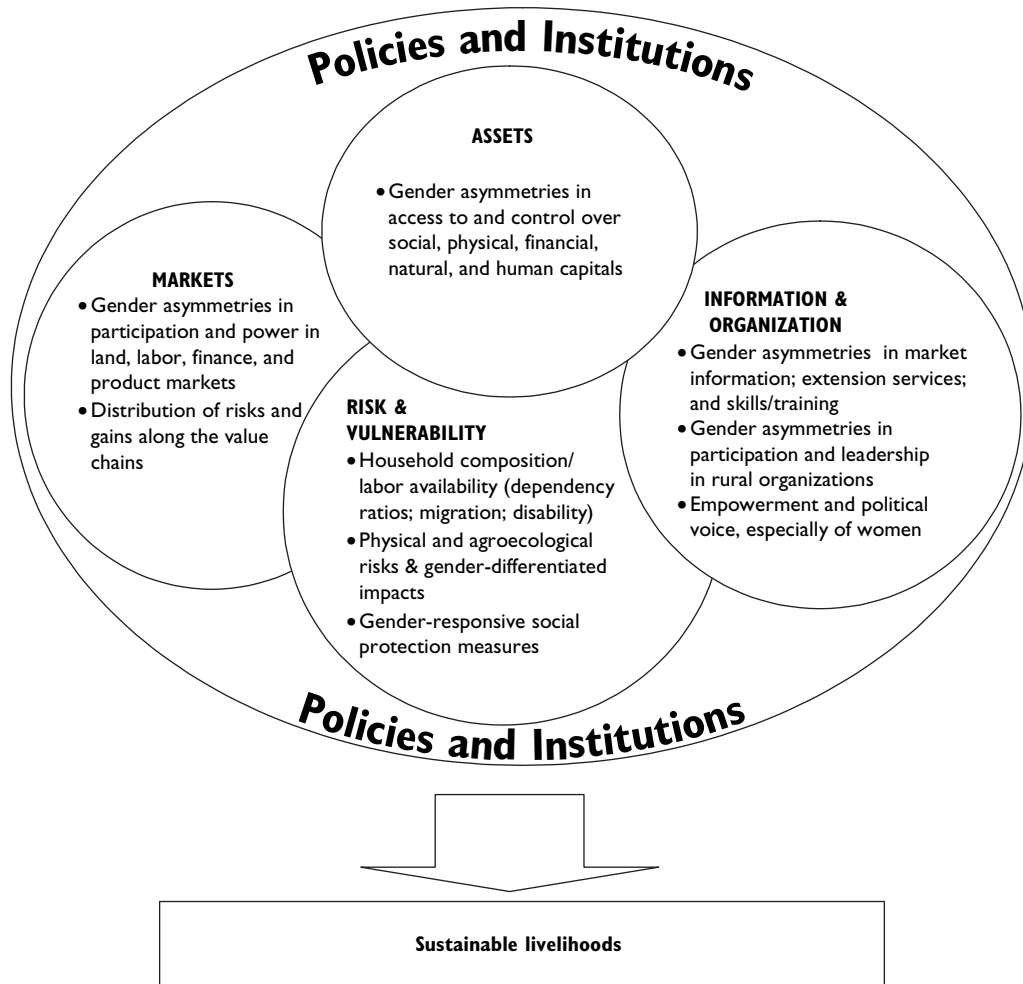 Policies and Institutions
ASSETS
• Gender asymmetries in
access to and control over
social, physical, financial,
natural, and human capitals
MARKETS
• Gender asymmetries in
participation and power in
land, labor, finance, and
product markets
• Distribution of risks and
gains along the value
chains
RISK &
VULNERABILITY
• Household composition/
labor availability (dependency
ratios; migration; disability)
• Physical and agroecological
risks & gender-differentiated
impacts
• Gender-responsive social
protection measures
INFORMATION &
ORGANIZATION
• Gender asymmetries in market
information; extension services;
and skills/training
• Gender asymmetries in
participation and leadership
in rural organizations
• Empowerment and political
voice, especially of women
Policies and Institutions
Sustainable livelihoods